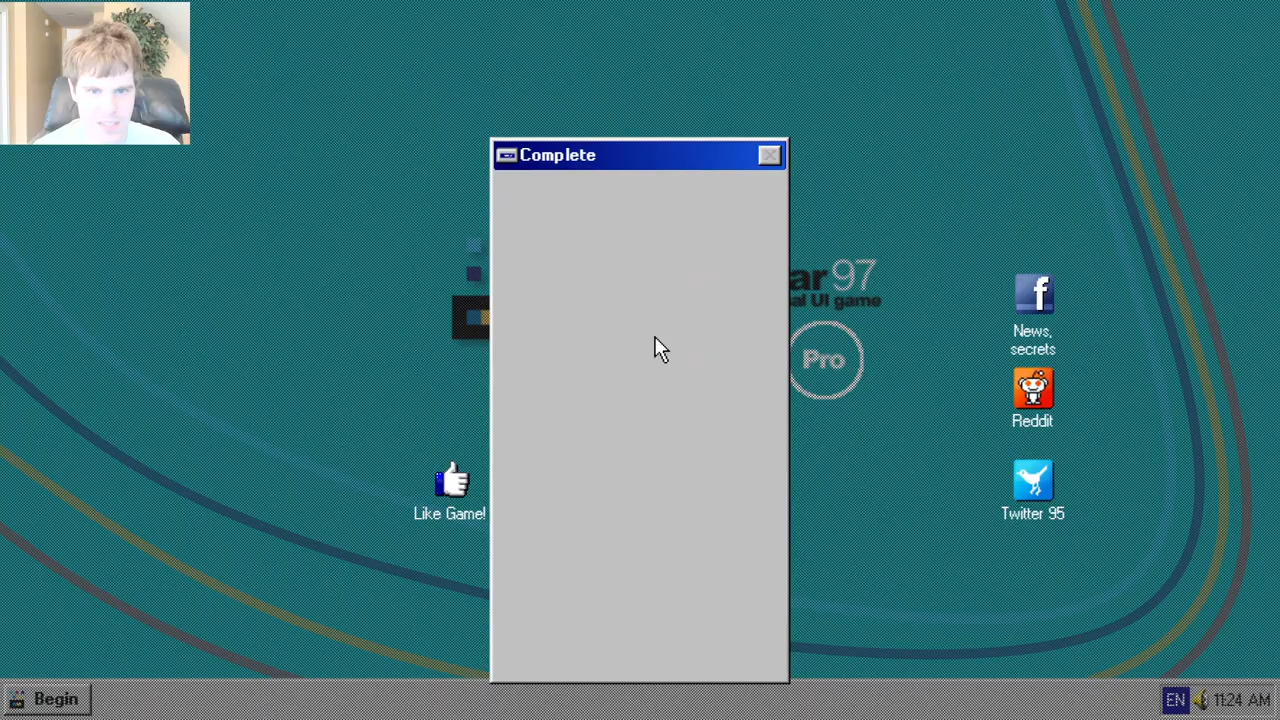 Complete
ar 97
al UI game
Pro
News,
secrets
Reddit
Like Game!
Twitter 95
Begin
EN
11:24 AM